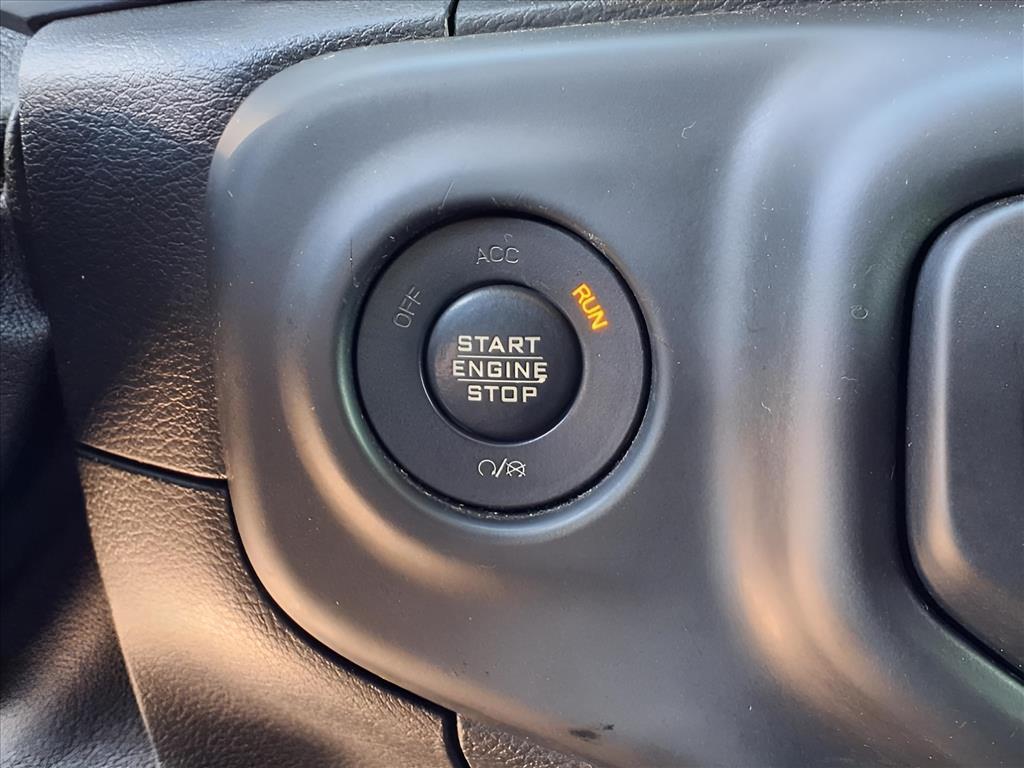 ACC
OFF
RUN
START
ENGINE
STOP